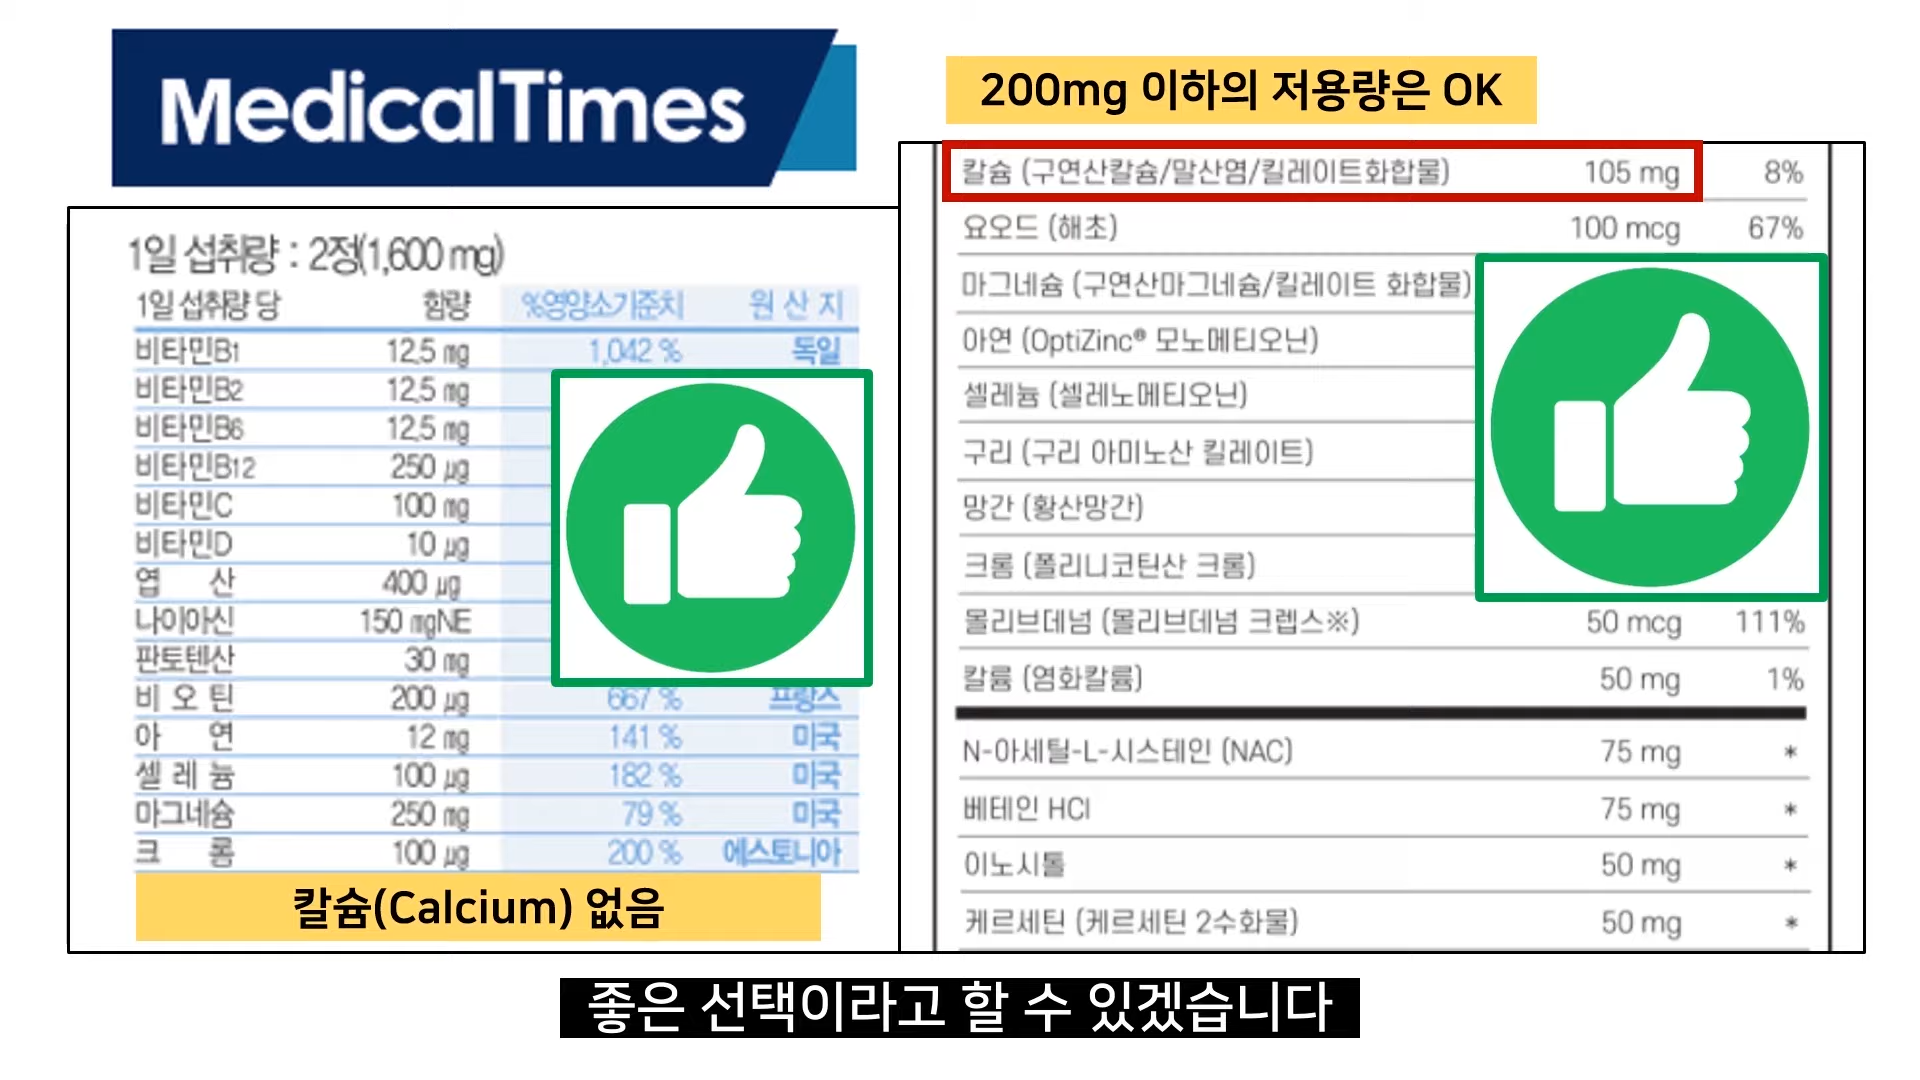 MedicalTimes
200mg 이하의 저용량은 OK
1일 섭취량 : 2정(1,600 mg)
1일 섭취량 당 함량 %영양소기준치 원 산 지
비타민B1 12.5 mg 1,042 % 독일
비타민B2 12.5 mg
비타민B6 12.5 mg
비타민B12 250 μg
비타민C 100 mg
비타민D 10 μg
엽 산 400 μg
나이아신 150 mgNE
판토텐산 30 mg
비 오 틴 200 μg 667 % 프랑스
아 연 12 mg 141 % 미국
셀 레 늄 100 μg 182 % 미국
마그네슘 250 mg 79 % 미국
크 롬 100 μg 200 % 에스토니아
칼슘(Calcium) 없음
칼슘 (구연산칼슘/말산염/킬레이트화합물) 105 mg 8%
요오드 (해초) 100 mcg 67%
마그네슘 (구연산마그네슘/킬레이트 화합물)
아연 (OptiZinc® 모노메티오닌)
셀레늄 (셀레노메티오닌)
구리 (구리 아미노산 킬레이트)
망간 (황산망간)
크롬 (폴리니코틴산 크롬)
몰리브데넘 (몰리브데넘 크렙스※) 50 mcg 111%
칼륨 (염화칼륨) 50 mg 1%
N-아세틸-L-시스테인 (NAC) 75 mg *
베테인 HCl 75 mg *
이노시톨 50 mg *
케르세틴 (케르세틴 2수화물) 50 mg *
좋은 선택이라고 할 수 있겠습니다